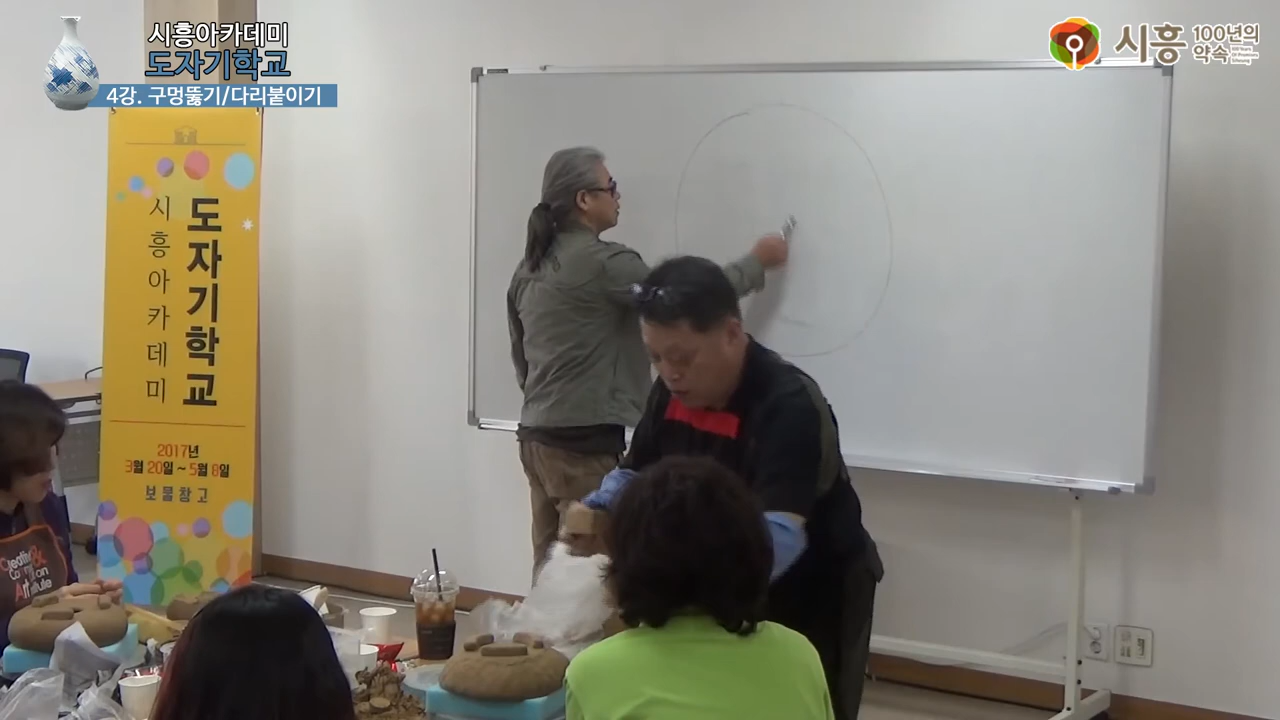 시흥아카데미
도자기학교
4강. 구멍뚫기/다리붙이기
시흥 100년의 약속
도자기학교
시흥아카데미
2017년
3월 20일 ~ 5월 8일
보물창고